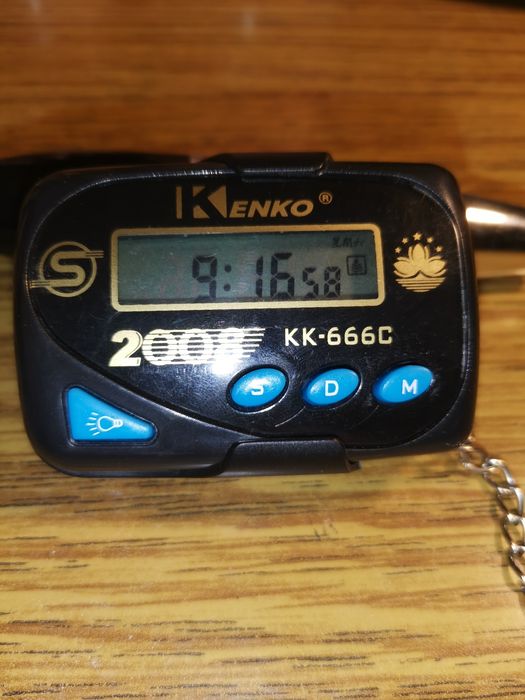 KENKO ®
S
9:16 58
2008 KK-666C
S D M